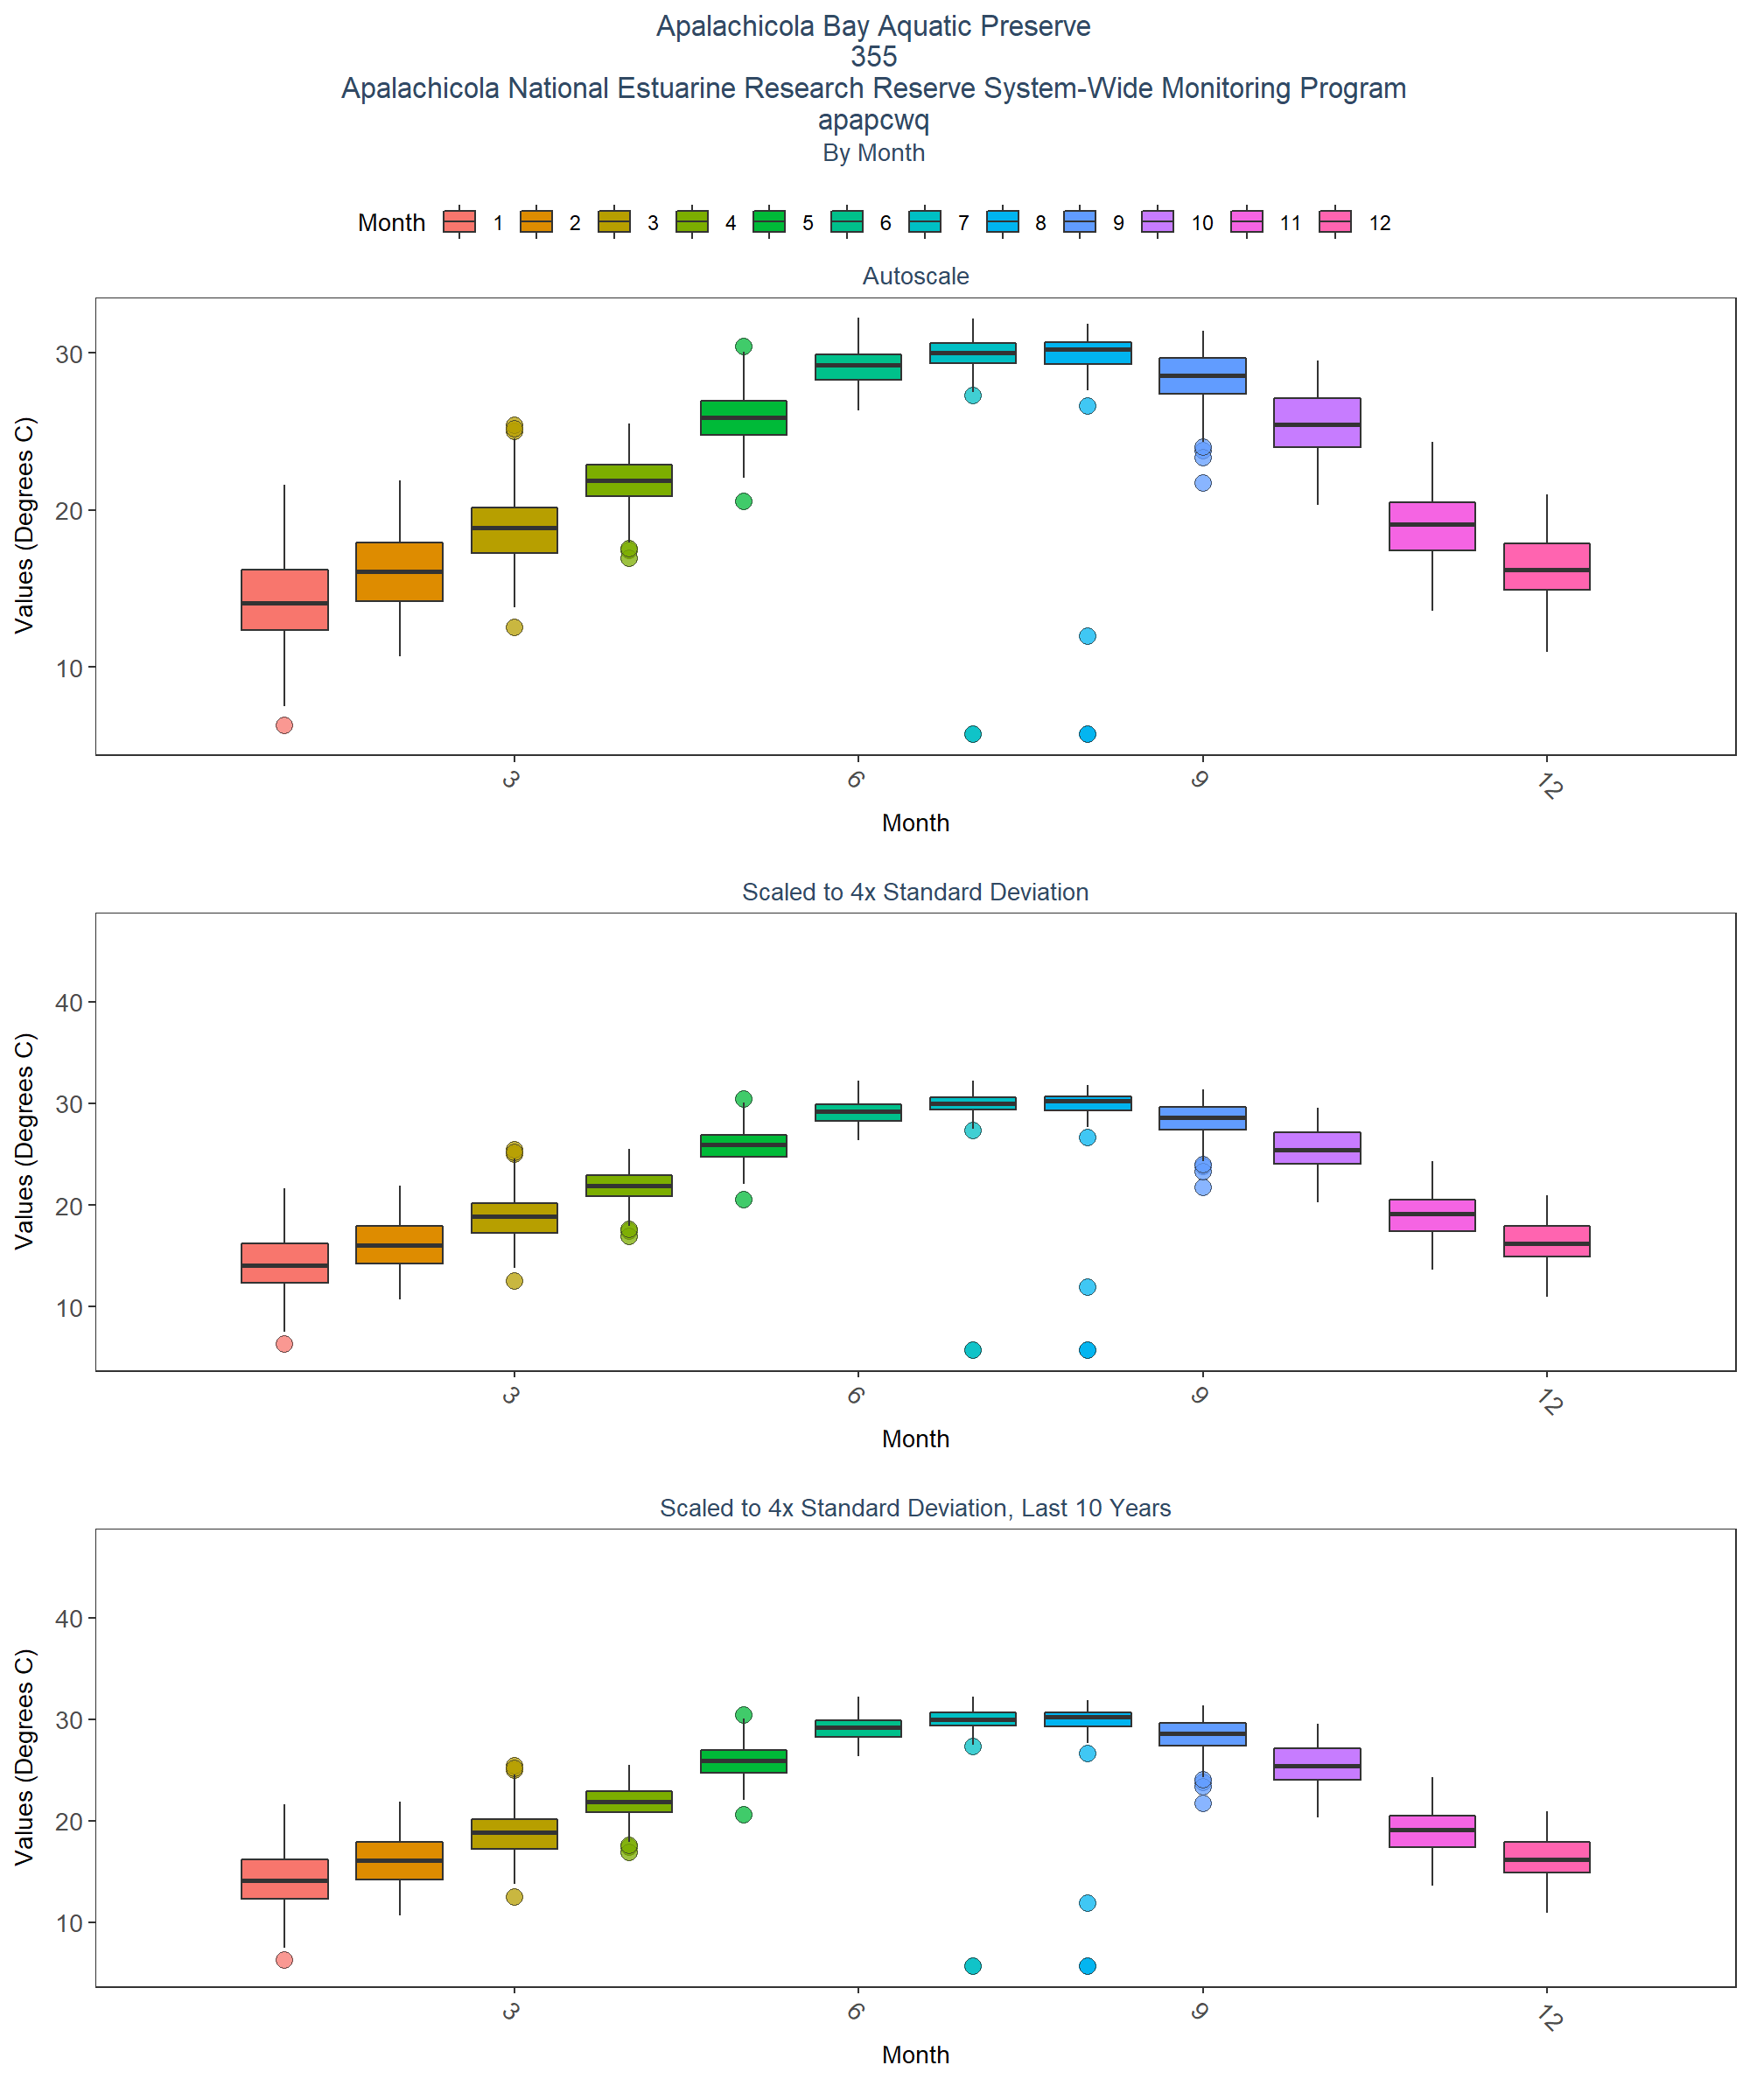 Apalachicola Bay Aquatic Preserve
355
Apalachicola National Estuarine Research Reserve System-Wide Monitoring Program
apapcwq
By Month
Month 1 2 3 4 5 6 7 8 9 10 11 12
Autoscale
Values (Degrees C)
30
20
10
3 6 9 12
Month
Scaled to 4x Standard Deviation
Values (Degrees C)
40
30
20
10
3 6 9 12
Month
Scaled to 4x Standard Deviation, Last 10 Years
Values (Degrees C)
40
30
20
10
3 6 9 12
Month